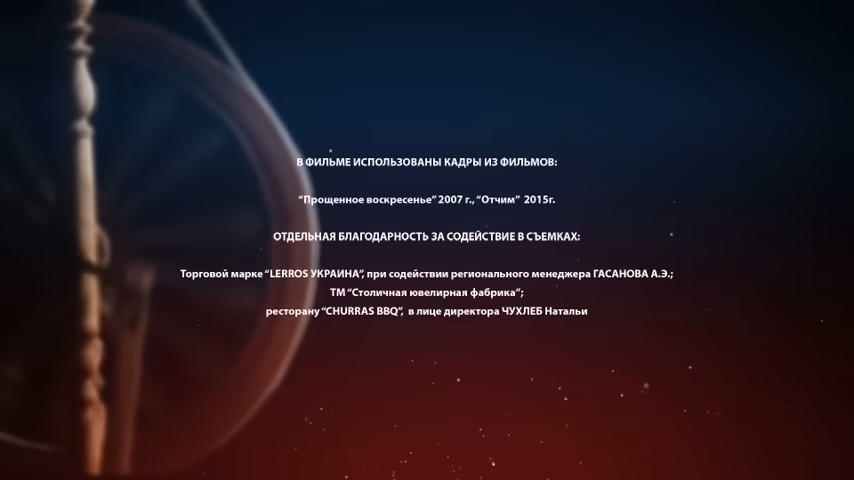 В ФИЛЬМЕ ИСПОЛЬЗОВАНЫ КАДРЫ ИЗ ФИЛЬМОВ:
“Прощенное воскресенье” 2007 г., “Отчим” 2015г.
ОТДЕЛЬНАЯ БЛАГОДАРНОСТЬ ЗА СОДЕЙСТВИЕ В СЪЕМКАХ:
Торговой марке “LERROS УКРАИНА”, при содействии регионального менеджера ГАСАНОВА А.Э.;
ТМ “Столичная ювелирная фабрика”;
ресторану “CHURRAS BBQ”, в лице директора ЧУХЛЕБ Натальи